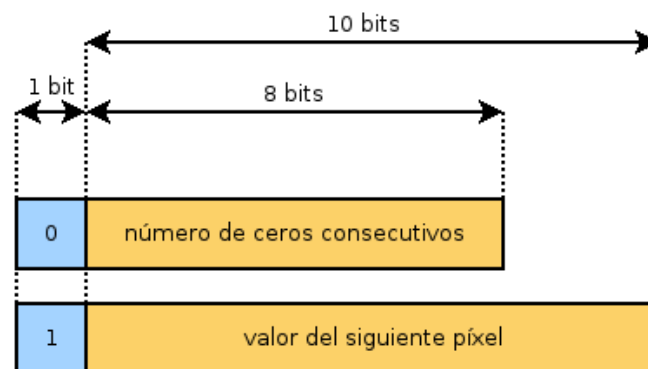 10 bits
1 bit
8 bits
0
número de ceros consecutivos
1
valor del siguiente píxel